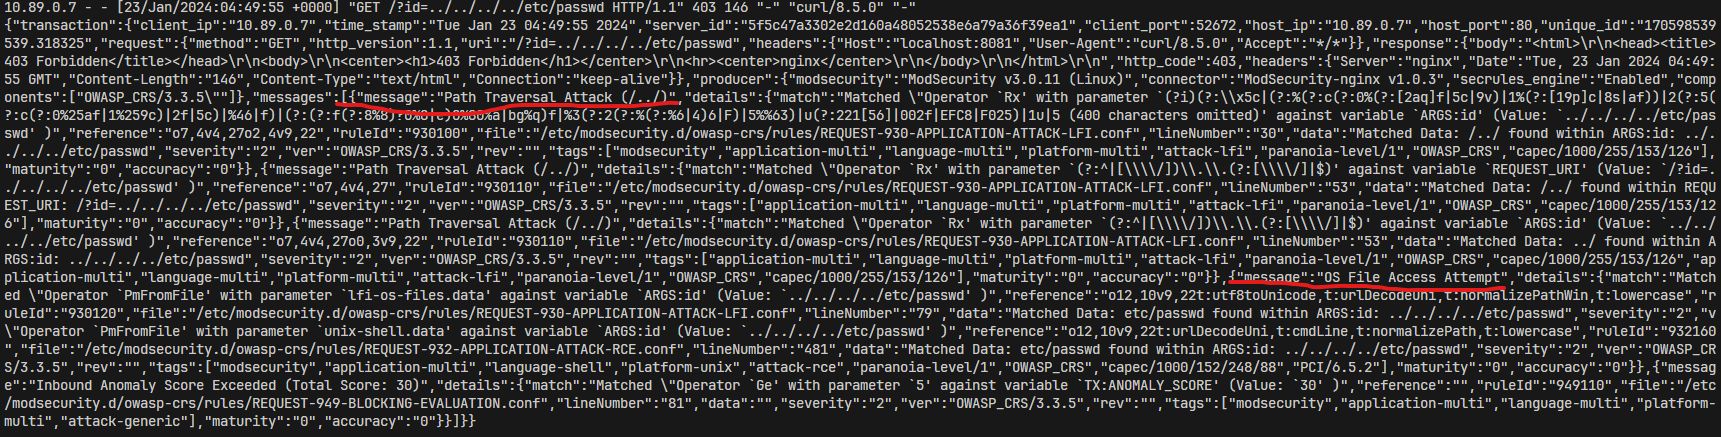 10.89.0.7 - - [23/Jan/2024:04:49:55 +0000] "GET /?id=../../../../etc/passwd HTTP/1.1" 403 146 "-" "curl/8.5.0" "-"
{"transaction":{"client_ip":"10.89.0.7","time_stamp":"Tue Jan 23 04:49:55 2024","server_id":"5f5c47a3302e2d160a48052538e6a79a36f39ea1","client_port":52672,"host_ip":"10.89.0.7","host_port":80,"unique_id":"170598539
539.318325","request":{"method":"GET","http_version":1.1,"uri":"/?id=../../../../etc/passwd","headers":{"Host":"localhost:8081","User-Agent":"curl/8.5.0","Accept":"*/*"}},"response":{"body":"<html>\r\n<head><title>
403 Forbidden</title></head>\r\n<body>\r\n<center><h1>403 Forbidden</h1></center>\r\n<hr><center>nginx</center>\r\n</body>\r\n</html>\r\n","http_code":403,"headers":{"Server":"nginx","Date":"Tue, 23 Jan 2024 04:49:
55 GMT","Content-Length":"146","Content-Type":"text/html","Connection":"keep-alive"}},"producer":{"modsecurity":"ModSecurity v3.0.11 (Linux)","connector":"ModSecurity-nginx v1.0.3","secrules_engine":"Enabled","comp
onents":["OWASP_CRS/3.3.5\""]},"messages":[{"message":"Path Traversal Attack (/../)","details":{"match":"Matched \"Operator `Rx' with parameter `(?i)(?:\\x5c|(?:%(?:c(?:0%(?:[2aq]f|5c|9v)|1%(?:[19p]c|8s|af))|2(?:5(
?:c(?:0%25af|1%259c)|2f|5c)|%46|f)|(?:(?:f(?:8%8)?0%8|e)0%80%a|bg%q)f|%3(?:2(?:%(?:%6|4)6|F)|5%%63)|u(?:221[56]|002f|EFC8|F025)|1u|5 (400 characters omitted)' against variable `ARGS:id' (Value: `../../../../etc/pas
swd' )","reference":"o7,4v4,27o2,4v9,22","ruleId":"930100","file":"/etc/modsecurity.d/owasp-crs/rules/REQUEST-930-APPLICATION-ATTACK-LFI.conf","lineNumber":"30","data":"Matched Data: /../ found within ARGS:id: ../.
./../../etc/passwd","severity":"2","ver":"OWASP_CRS/3.3.5","rev":"","tags":["modsecurity","application-multi","language-multi","platform-multi","attack-lfi","paranoia-level/1","OWASP_CRS","capec/1000/255/153/126"],
"maturity":"0","accuracy":"0"}},{"message":"Path Traversal Attack (/../)","details":{"match":"Matched \"Operator `Rx' with parameter `(?:^|[\\\\/])\\.\\.(?:[\\\\/]|$)' against variable `REQUEST_URI' (Value: `/?id=.
./../../../etc/passwd' )","reference":"o7,4v4,27","ruleId":"930110","file":"/etc/modsecurity.d/owasp-crs/rules/REQUEST-930-APPLICATION-ATTACK-LFI.conf","lineNumber":"53","data":"Matched Data: /../ found within REQU
EST_URI: /?id=../../../../etc/passwd","severity":"2","ver":"OWASP_CRS/3.3.5","rev":"","tags":["modsecurity","application-multi","language-multi","platform-multi","attack-lfi","paranoia-level/1","OWASP_CRS","capec/1000/255/153/12
6"],"maturity":"0","accuracy":"0"}},{"message":"Path Traversal Attack (/../)","details":{"match":"Matched \"Operator `Rx' with parameter `(?:^|[\\\\/])\\.\\.(?:[\\\\/]|$)' against variable `ARGS:id' (Value: `../../
../../etc/passwd' )","reference":"o7,4v4,27o0,3v9,22","ruleId":"930110","file":"/etc/modsecurity.d/owasp-crs/rules/REQUEST-930-APPLICATION-ATTACK-LFI.conf","lineNumber":"53","data":"Matched Data: ../ found within A
RGS:id: ../../../../etc/passwd","severity":"2","ver":"OWASP_CRS/3.3.5","rev":"","tags":["modsecurity","application-multi","language-multi","platform-multi","attack-lfi","paranoia-level/1","OWASP_CRS","capec/1000/255/153/126","ap
plication-multi","language-multi","platform-multi","attack-lfi","paranoia-level/1","OWASP_CRS","capec/1000/255/153/126"],"maturity":"0","accuracy":"0"}},{"message":"OS File Access Attempt","details":{"match":"Match
ed \"Operator `PmFromFile' with parameter `lfi-os-files.data' against variable `ARGS:id' (Value: `../../../../etc/passwd' )","reference":"o12,10v9,22t:utf8toUnicode,t:urlDecodeUni,t:normalizePathWin,t:lowercase","r
uleId":"930120","file":"/etc/modsecurity.d/owasp-crs/rules/REQUEST-930-APPLICATION-ATTACK-LFI.conf","lineNumber":"79","data":"Matched Data: etc/passwd found within ARGS:id: ../../../../etc/passwd","severity":"2","v
\"Operator `PmFromFile' with parameter `unix-shell.data' against variable `ARGS:id' (Value: `../../../../etc/passwd' )","reference":"o12,10v9,22t:urlDecodeUni,t:cmdLine,t:normalizePath,t:lowercase","ruleId":"932160
","file":"/etc/modsecurity.d/owasp-crs/rules/REQUEST-932-APPLICATION-ATTACK-RCE.conf","lineNumber":"481","data":"Matched Data: etc/passwd found within ARGS:id: ../../../../etc/passwd","severity":"2","ver":"OWASP_CR
S/3.3.5","rev":"","tags":["modsecurity","application-multi","language-shell","platform-unix","attack-rce","paranoia-level/1","OWASP_CRS","capec/1000/152/248/88","PCI/6.5.2"],"maturity":"0","accuracy":"0"}},{"messag
e":"Inbound Anomaly Score Exceeded (Total Score: 30)","details":{"match":"Matched \"Operator `Ge' with parameter `5' against variable `TX:ANOMALY_SCORE' (Value: `30' )","reference":"","ruleId":"949110","file":"/etc
/modsecurity.d/owasp-crs/rules/REQUEST-949-BLOCKING-EVALUATION.conf","lineNumber":"81","data":"","severity":"2","ver":"OWASP_CRS/3.3.5","rev":"","tags":["modsecurity","application-multi","language-multi","platform-
multi","attack-generic"],"maturity":"0","accuracy":"0"}}]}}